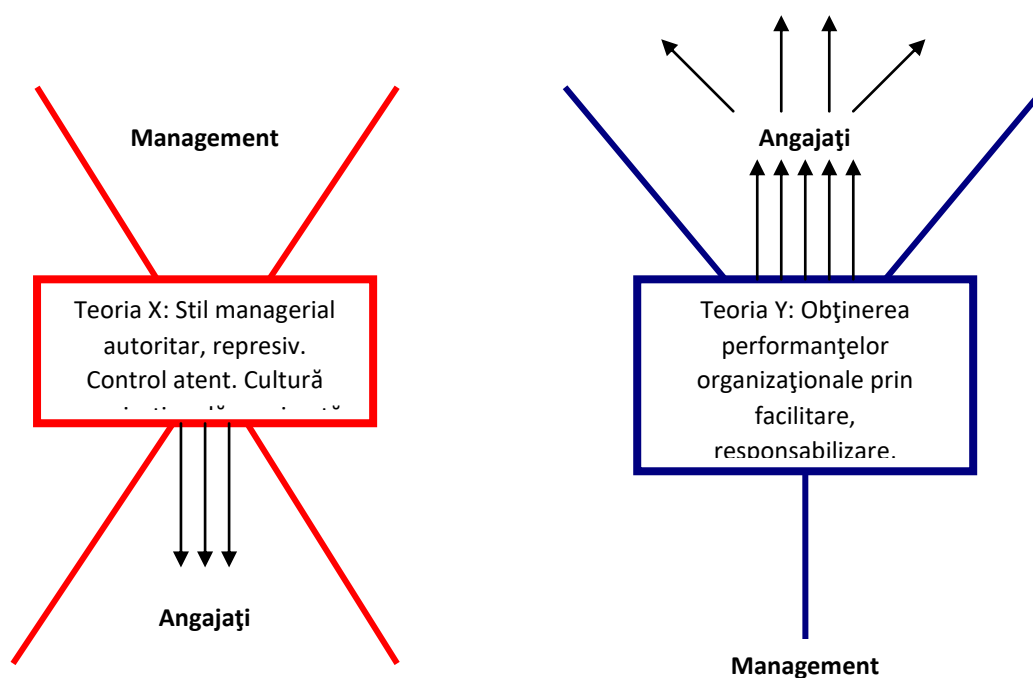 Management
Teoria X: Stil managerial
autoritar, represiv.
Control atent. Cultură
Angajaţi
Angajaţi
Teoria Y: Obţinerea
performanţelor
organizaţionale prin
facilitare,
responsabilizare.
Management